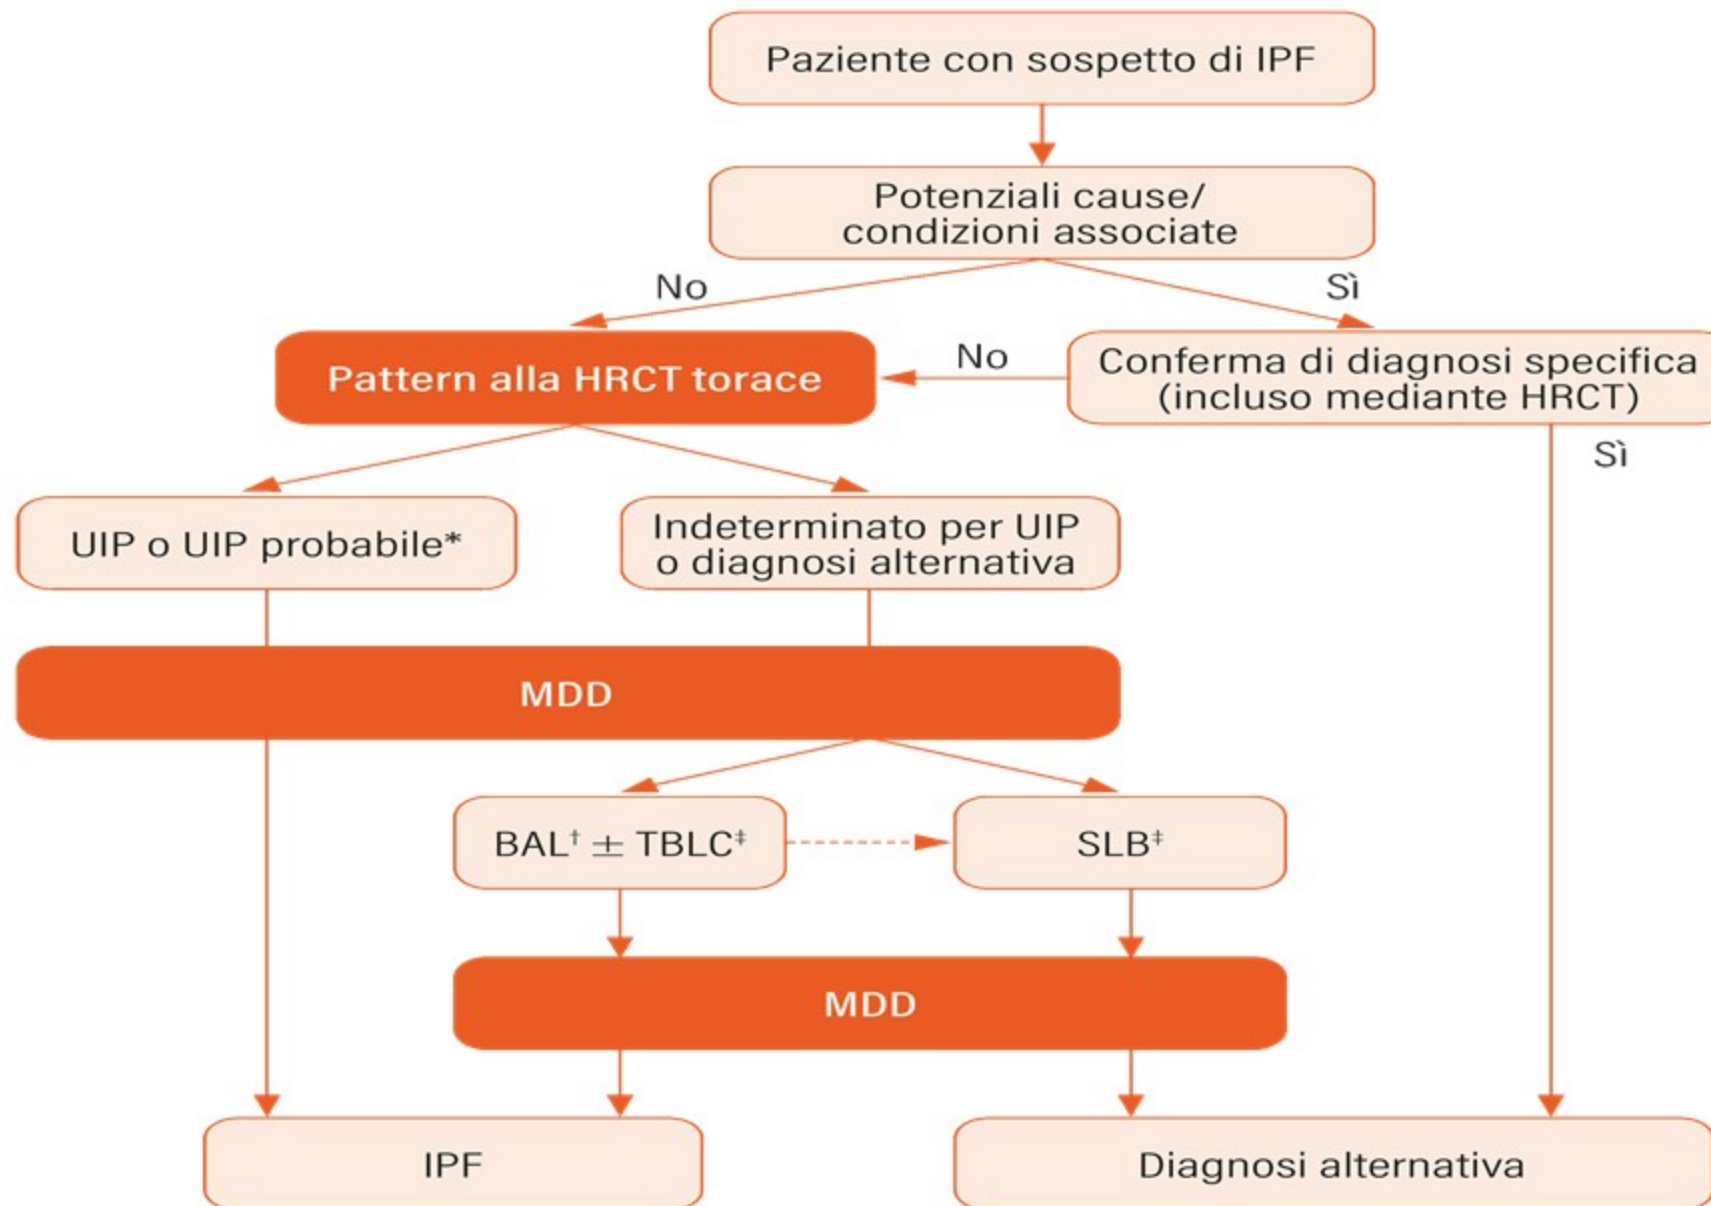 Paziente con sospetto di IPF
Potenziali cause/
condizioni associate
No
Sì
Pattern alla HRCT torace
No
Conferma di diagnosi specifica
(incluso mediante HRCT)
Sì
UIP o UIP probabile*
Indeterminato per UIP
o diagnosi alternativa
MDD
BAL† ± TBLC‡
SLB‡
MDD
IPF
Diagnosi alternativa